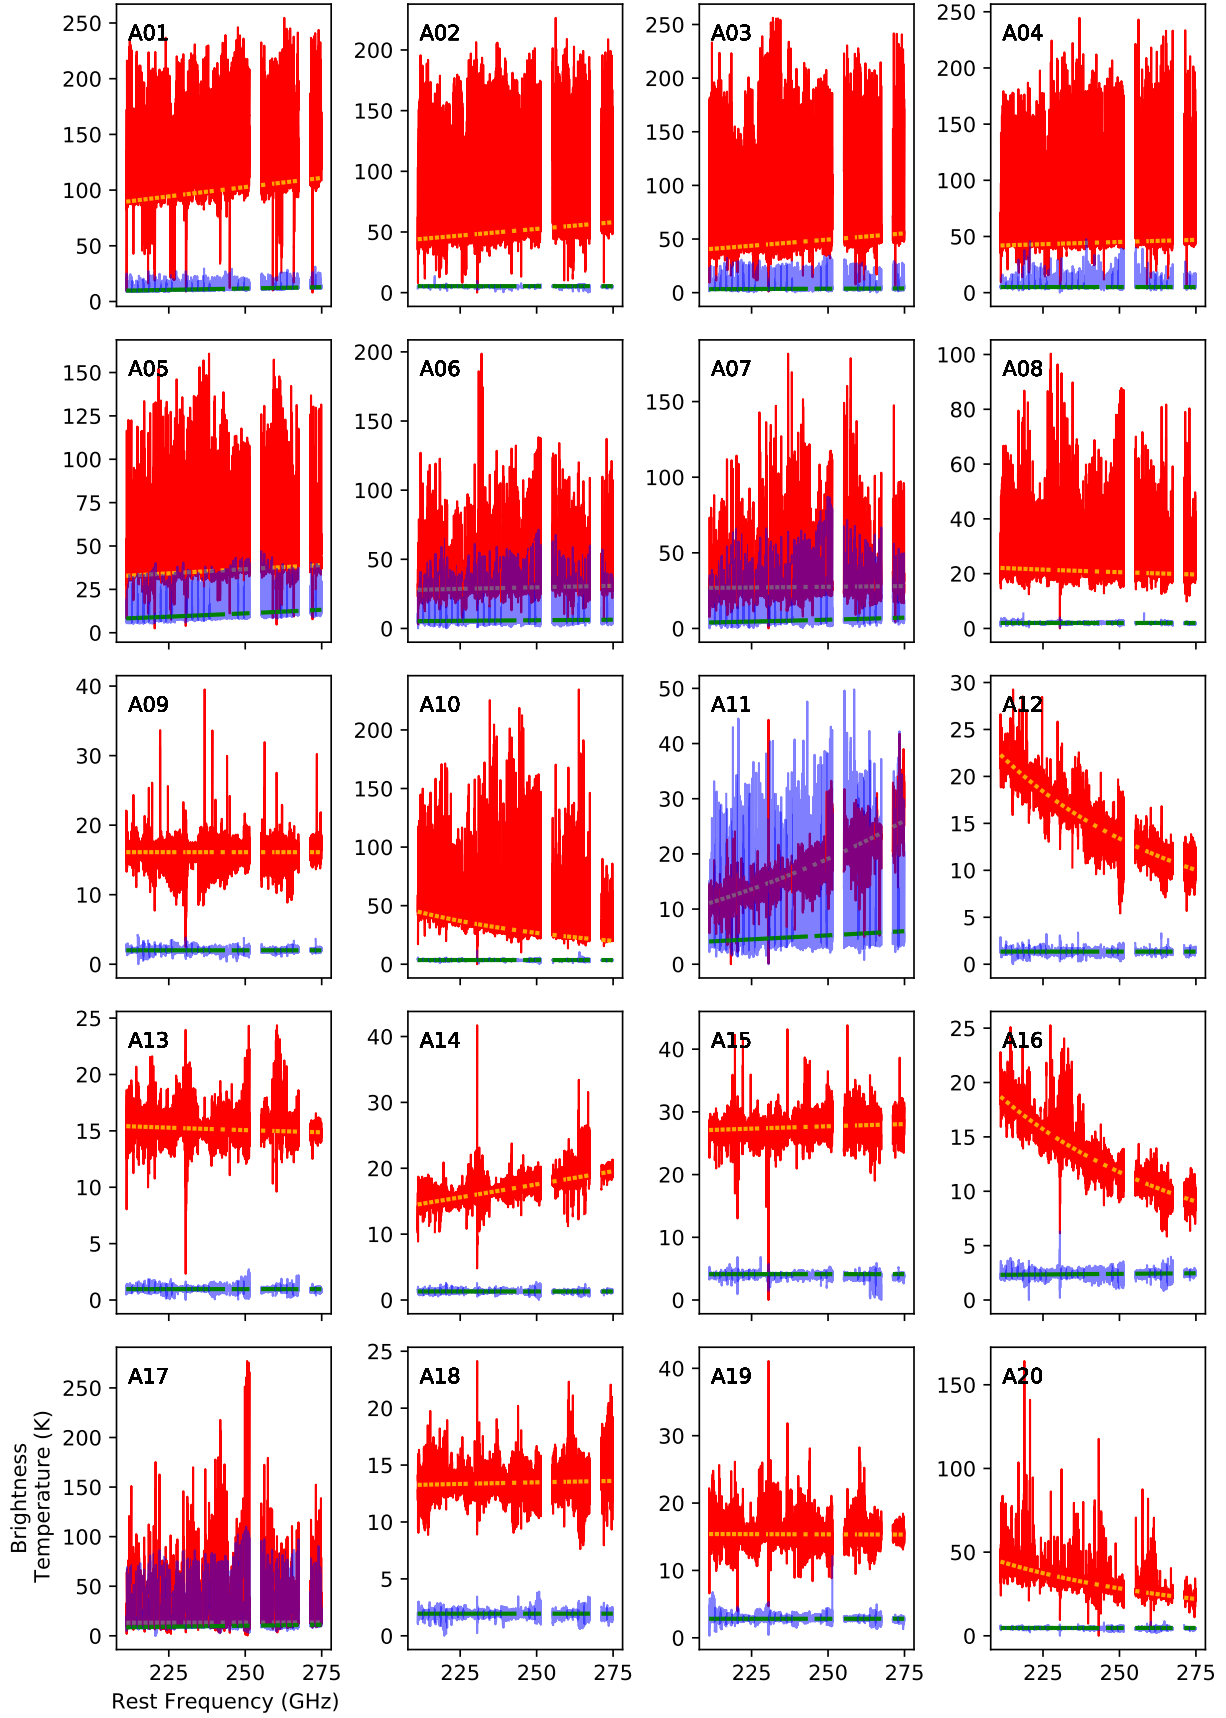 A01 A02 A03 A04
250 200 150 100 50 0
200 150 100 50 0
250 200 150 100 50 0
250 200 150 100 50 0
A05 A06 A07 A08
150 125 100 75 50 25 0
200 150 100 50 0
150 100 50 0
100 80 60 40 20 0
A09 A10 A11 A12
40 30 20 10 0
200 150 100 50 0
50 40 30 20 10 0
30 25 20 15 10 5 0
A13 A14 A15 A16
25 20 15 10 5 0
40 30 20 10 0
40 30 20 10 0
25 20 15 10 5 0
A17 A18 A19 A20
250 200 150 100 50 0
25 20 15 10 5 0
40 30 20 10 0
150 100 50 0
Brightness
Temperature (K)
225 250 275 225 250 275 225 250 275 225 250 275
Rest Frequency (GHz)